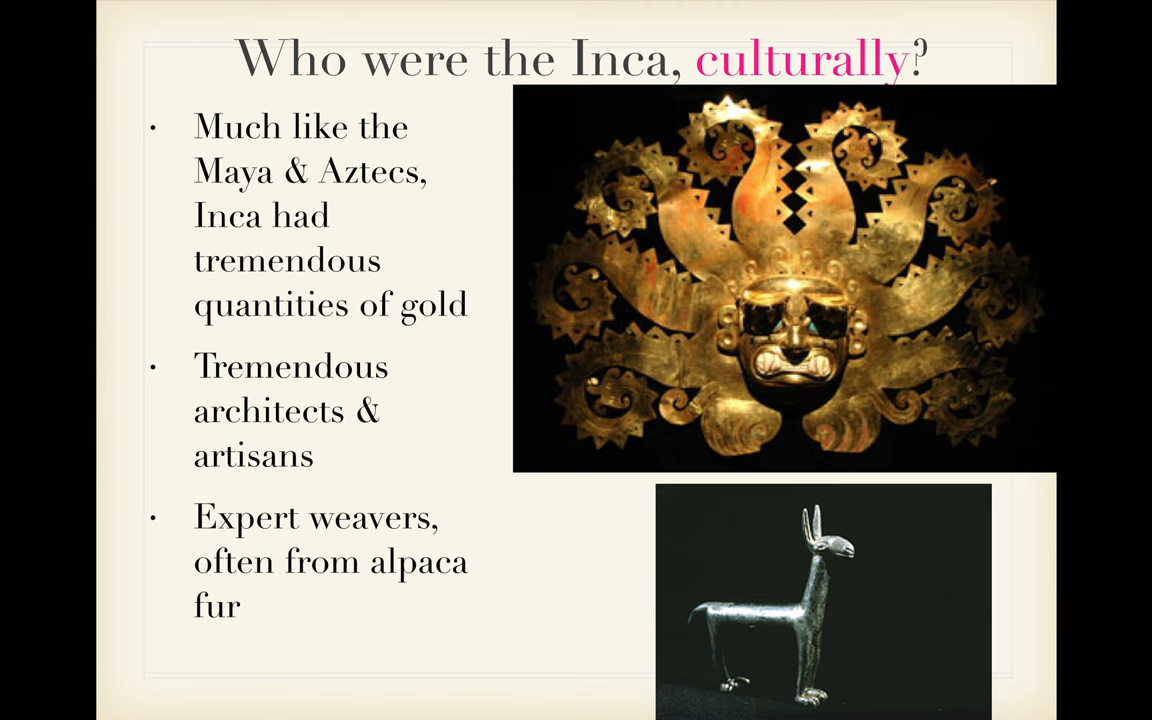 Who were the Inca, culturally?
• Much like the
Maya & Aztecs,
Inca had
tremendous
quantities of gold
• Tremendous
architects &
artisans
• Expert weavers,
often from alpaca
fur